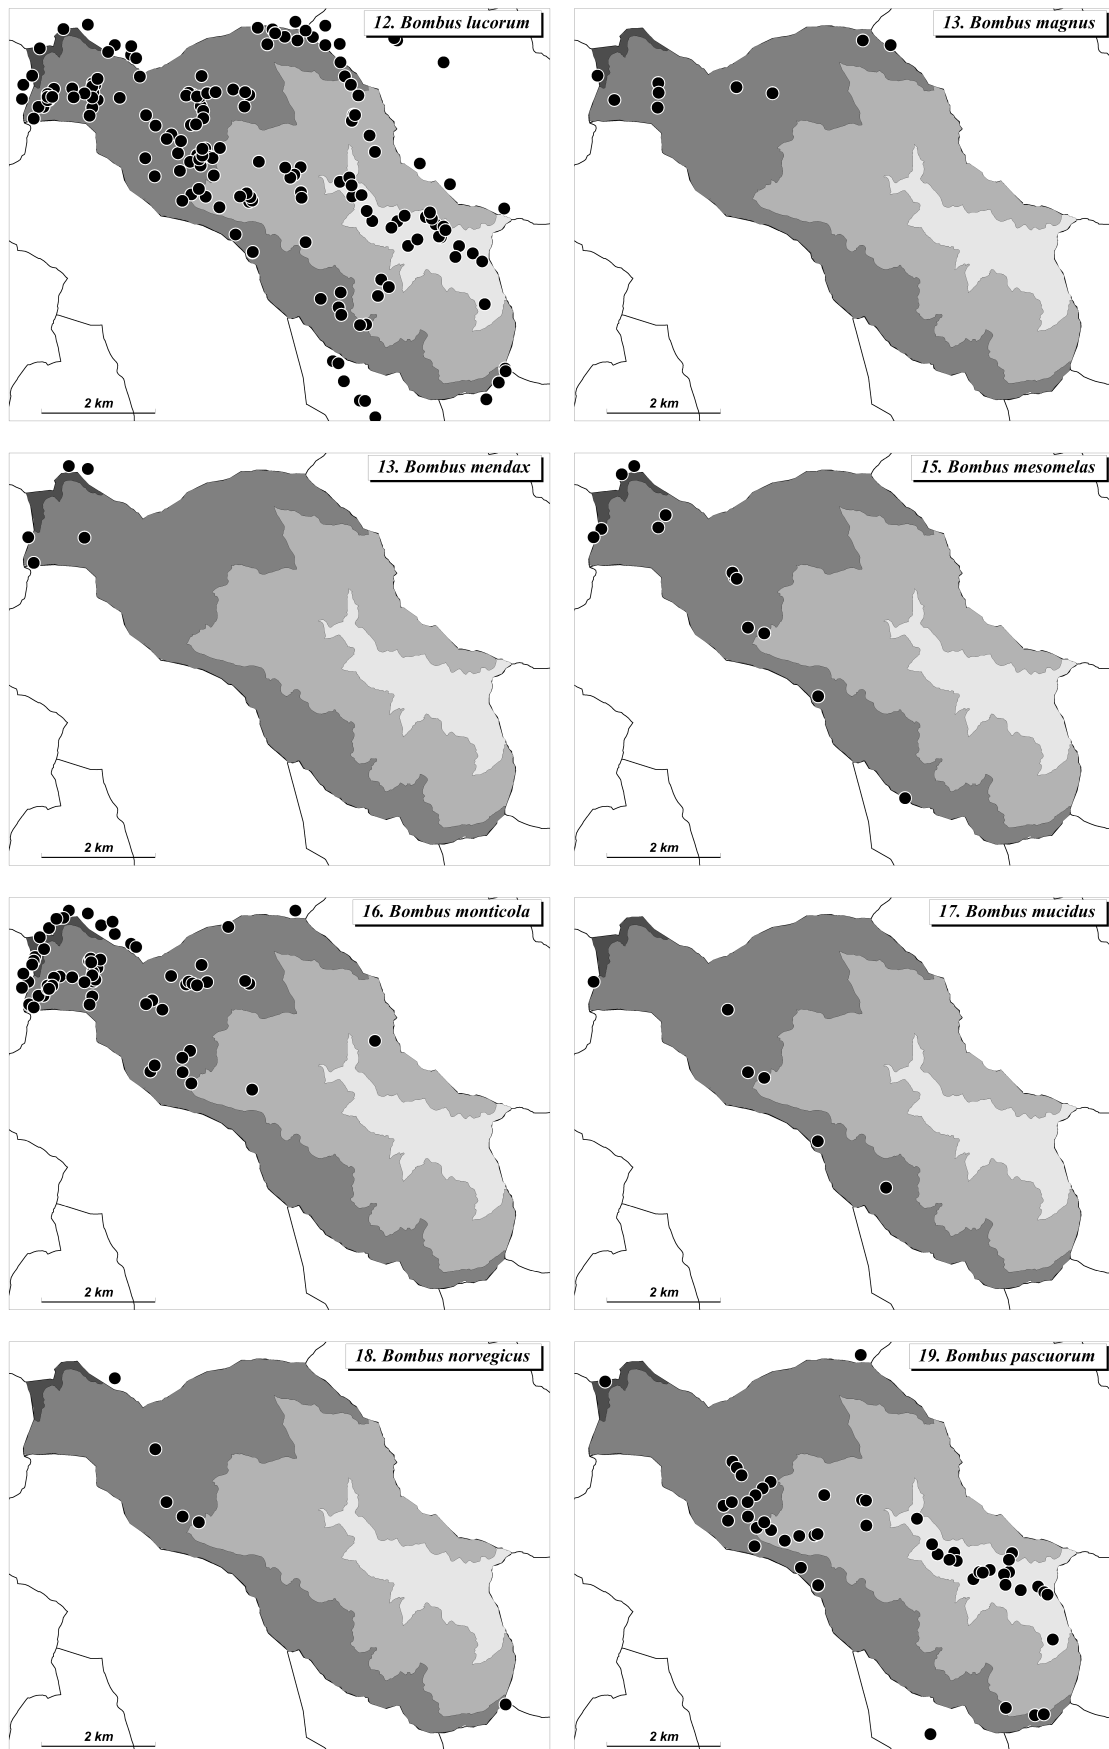 12. Bombus lucorum
2 km
13. Bombus magnus
2 km
13. Bombus mendax
2 km
15. Bombus mesomelas
2 km
16. Bombus monticola
2 km
17. Bombus mucidus
2 km
18. Bombus norvegicus
2 km
19. Bombus pascuorum
2 km